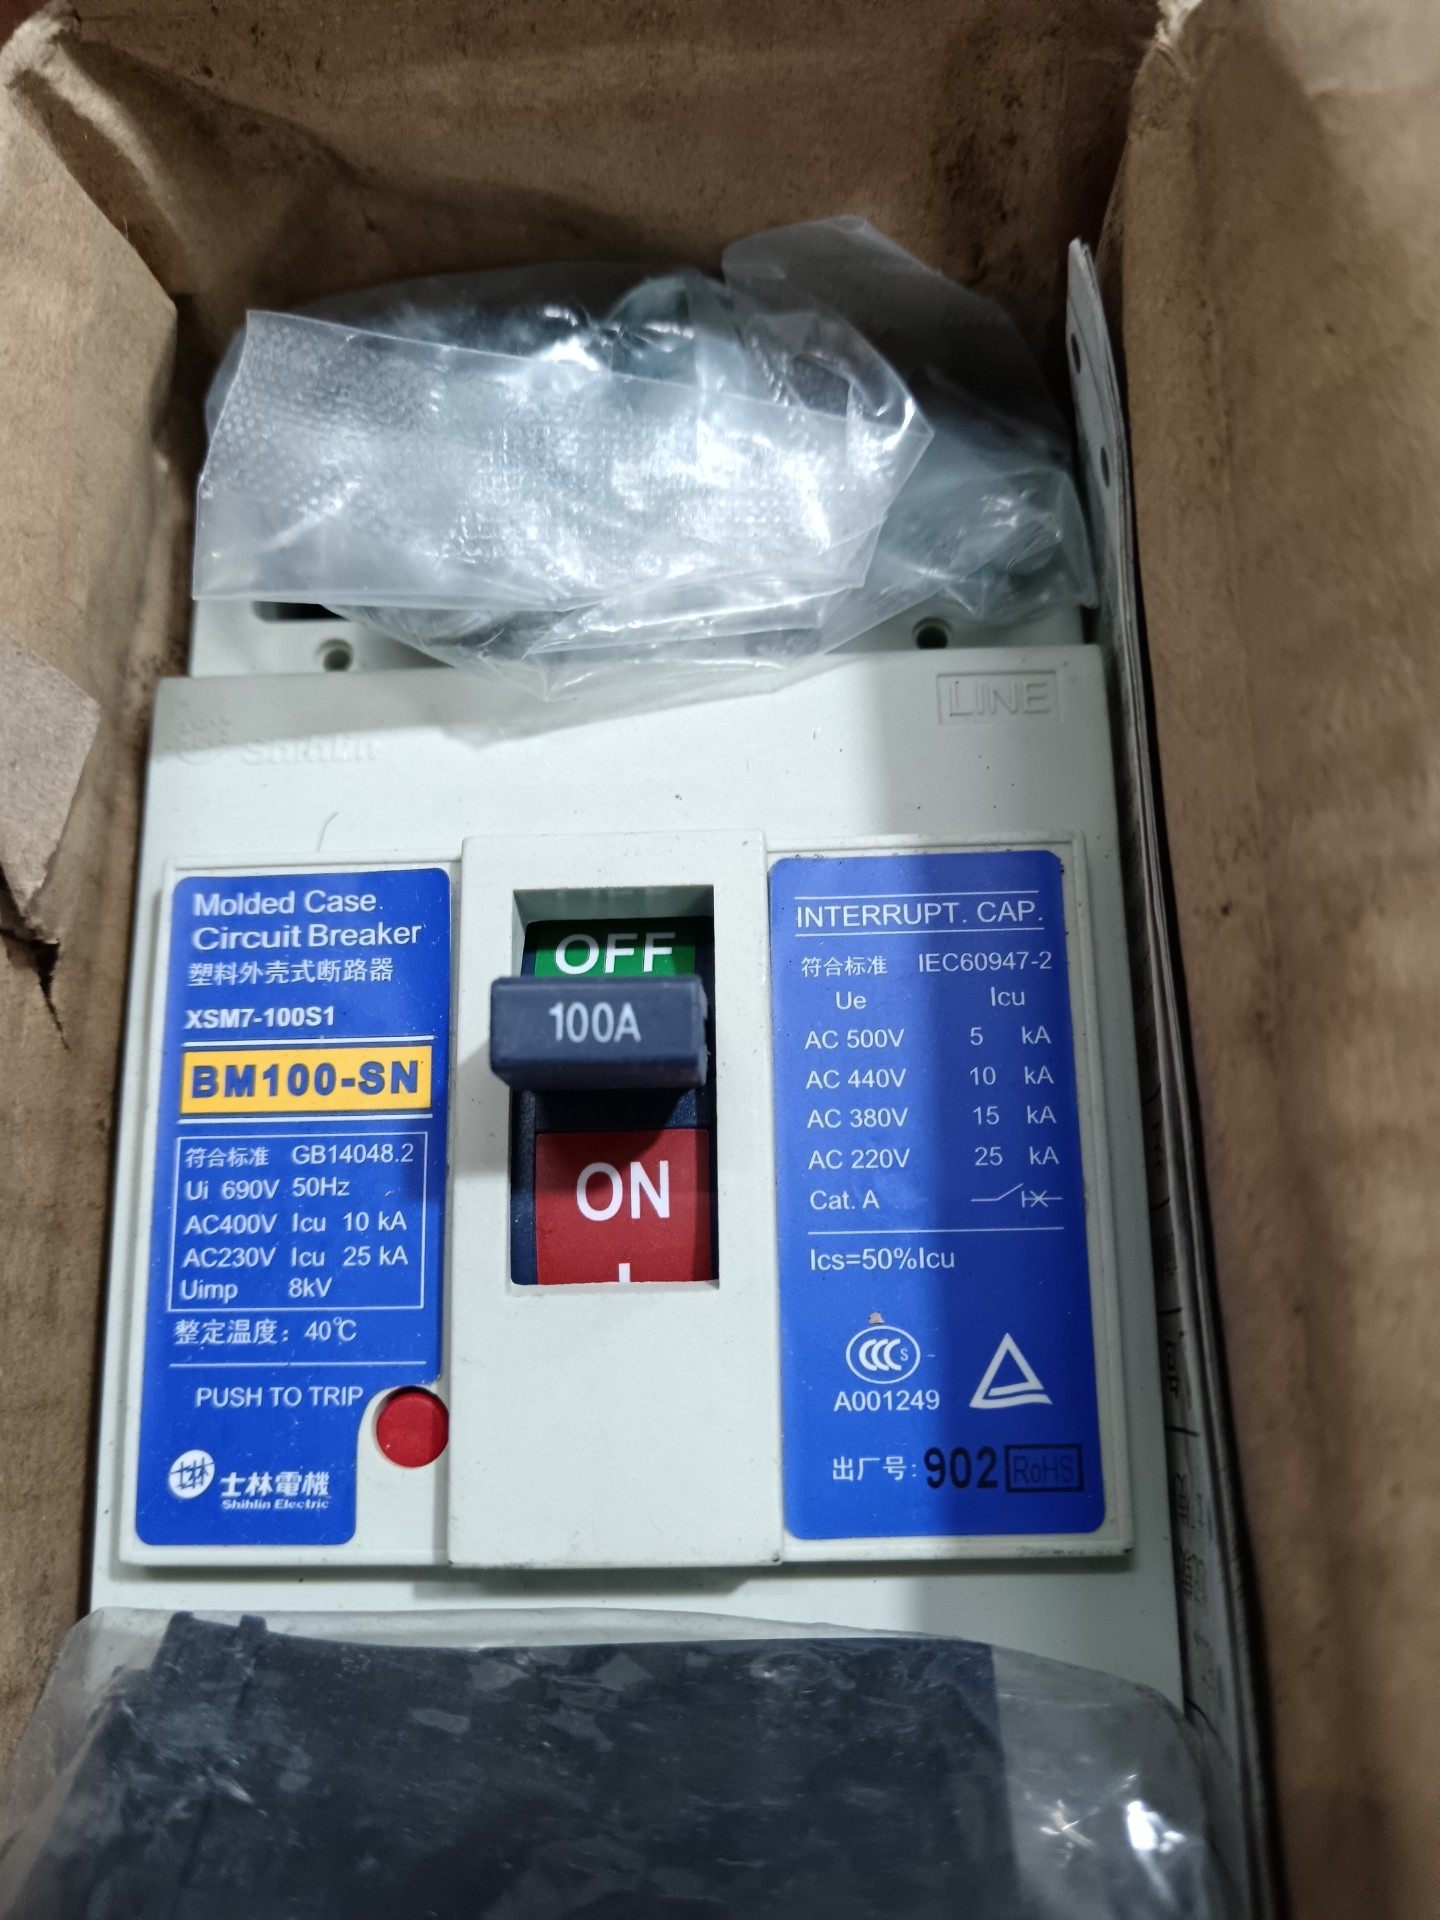 Shihlin
LINE
Molded Case
Circuit Breaker
塑料外壳式断路器
XSM7-100S1
BM100-SN
符合标准 GB14048.2
Ui 690V 50Hz
AC400V Icu 10 kA
AC230V Icu 25 kA
Uimp 8kV
整定温度: 40℃
PUSH TO TRIP
士林
士林電機
Shihlin Electric
OFF
100A
ON
I
INTERRUPT. CAP.
符合标准 IEC60947-2
Ue Icu
AC 500V 5 kA
AC 440V 10 kA
AC 380V 15 kA
AC 220V 25 kA
Cat. A
Ics=50%Icu
CCC S
A001249
出厂号: 902 RoHS